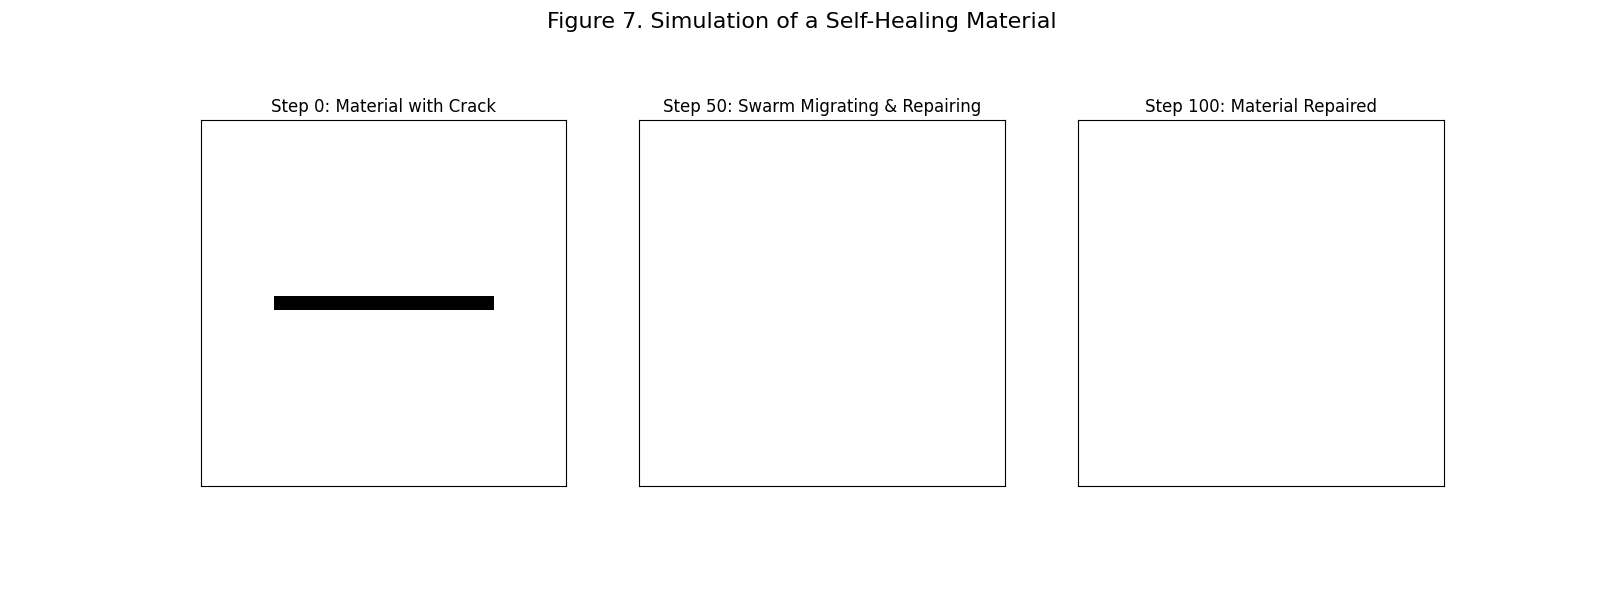 Figure 7. Simulation of a Self-Healing Material
Step 0: Material with Crack
Step 50: Swarm Migrating & Repairing
Step 100: Material Repaired